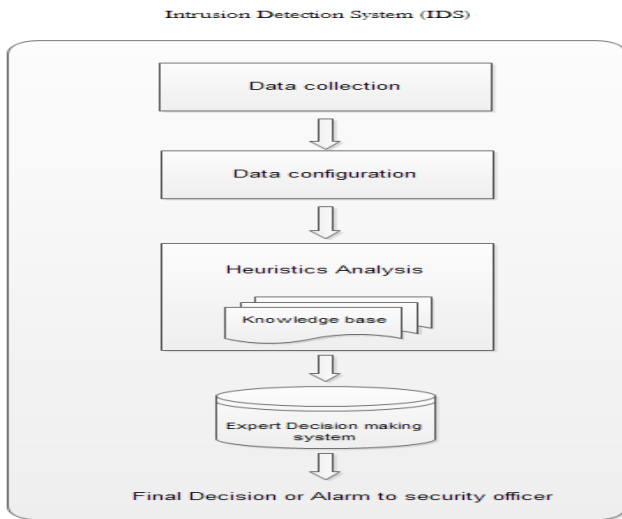 Intrusion Detection System (IDS)
Data collection
Data configuration
Heuristics Analysis
Knowledge base
Expert Decision making
system
Final Decision or Alarm to security officer